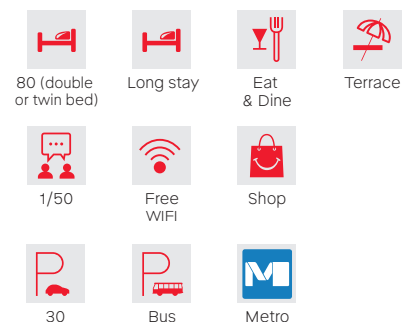 80 (double
or twin bed)
Long stay
Eat
& Dine
Terrace
1/50
Free
WIFI
Shop
P
30
P
Bus
M
Metro